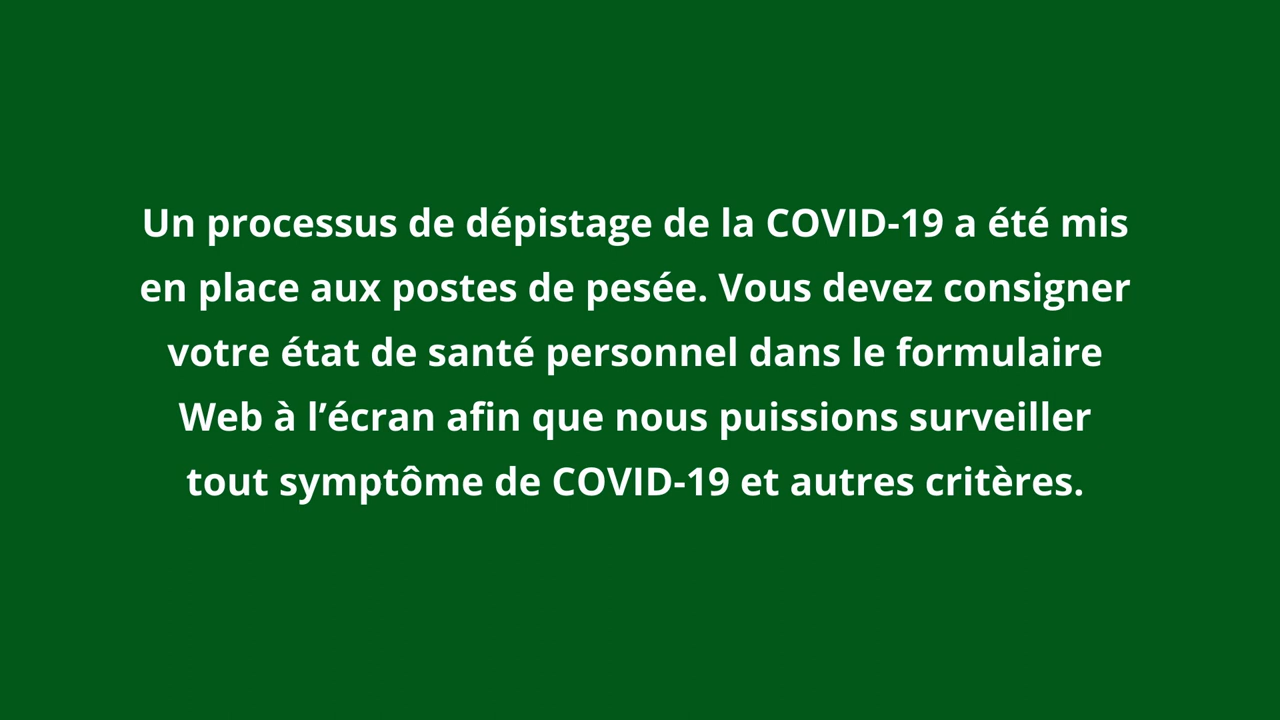 Un processus de dépistage de la COVID-19 a été mis
en place aux postes de pesée. Vous devez consigner
votre état de santé personnel dans le formulaire
Web à l’écran afin que nous puissions surveiller
tout symptôme de COVID-19 et autres critères.